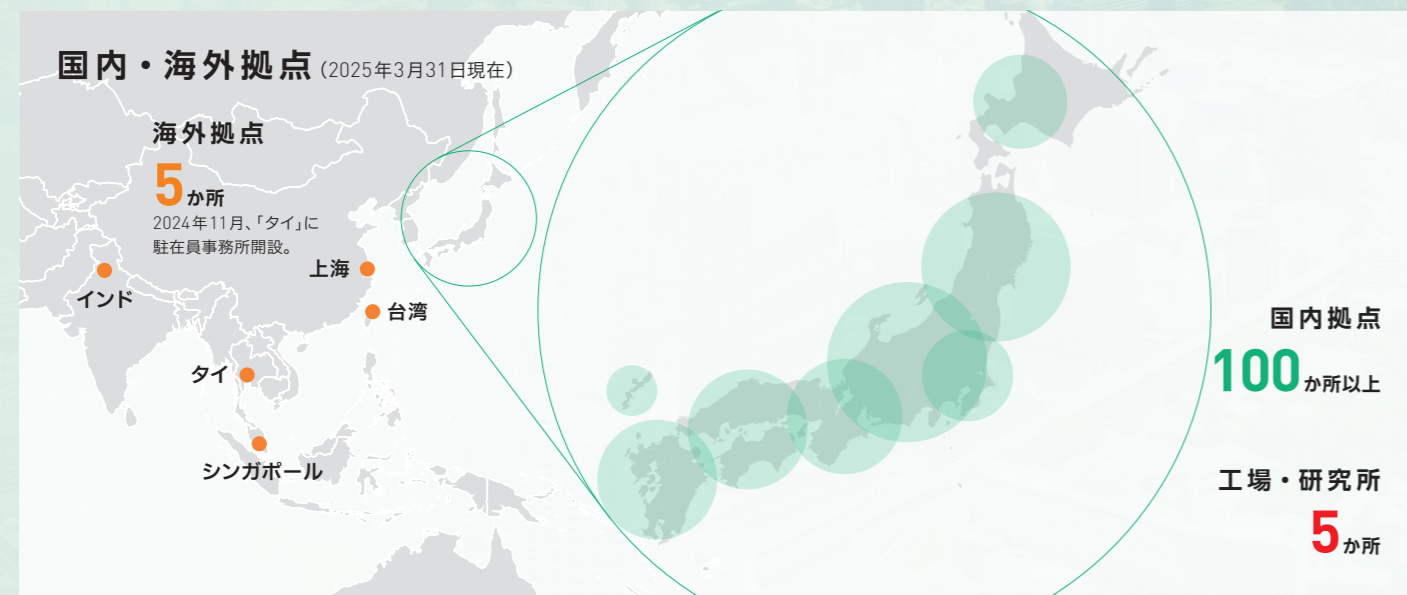 国内・海外拠点（2025年3月31日現在）
海外拠点
5か所
2024年11月、「タイ」に
駐在員事務所開設。
上海
インド
台湾
タイ
シンガポール
国内拠点
100か所以上
工場・研究所
5か所